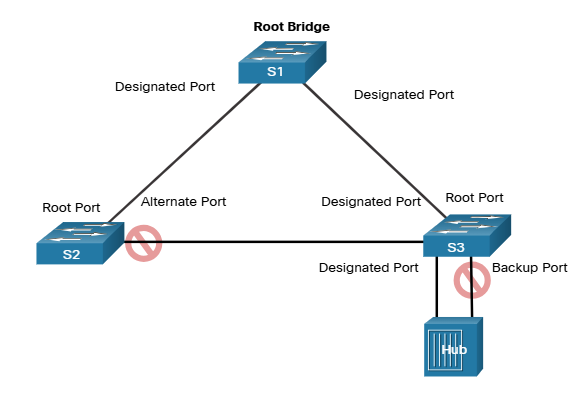 Root Bridge
S1
Designated Port
Designated Port
Root Port
Alternate Port
Designated Port
Root Port
S2
S3
Designated Port
Backup Port
Hub